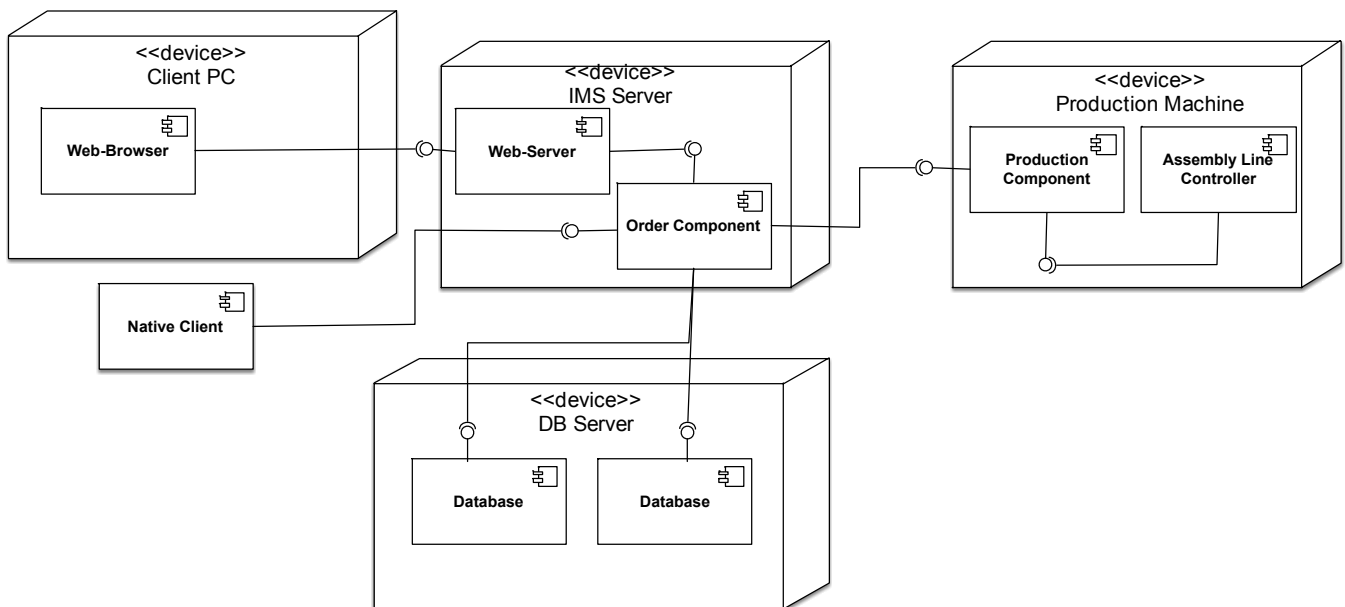 <<device>>
Client PC
Web-Browser
<<device>>
IMS Server
Web-Server
Order Component
<<device>>
Production Machine
Production
Component
Assembly Line
Controller
Native Client
<<device>>
DB Server
Database
Database